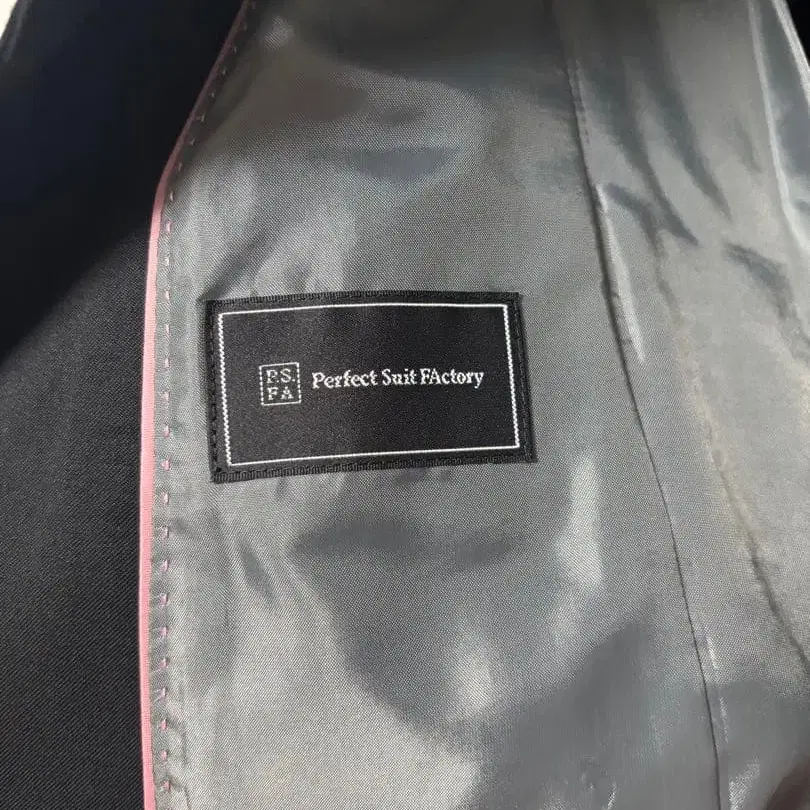 P.S.
FA
Perfect Suit FActory